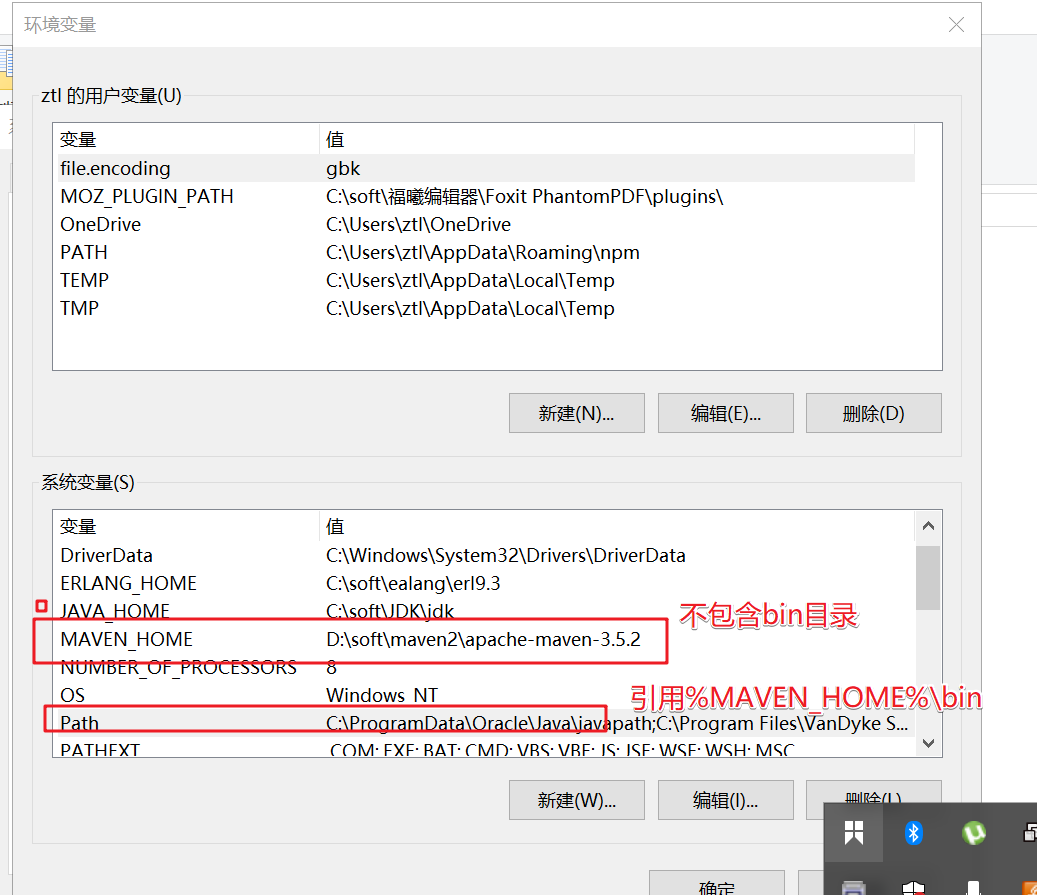 环境变量
ztl 的用户变量(U)
变量 值
file.encoding gbk
MOZ_PLUGIN_PATH C:\soft\福曦编辑器\Foxit PhantomPDF\plugins\
OneDrive C:\Users\ztl\OneDrive
PATH C:\Users\ztl\AppData\Roaming\npm
TEMP C:\Users\ztl\AppData\Local\Temp
TMP C:\Users\ztl\AppData\Local\Temp
新建(N)... 编辑(E)... 删除(D)
系统变量(S)
变量 值
DriverData C:\Windows\System32\Drivers\DriverData
ERLANG_HOME C:\soft\ealang\erl9.3
JAVA_HOME C:\soft\JDK\jdk
不包含bin目录
MAVEN_HOME D:\soft\maven2\apache-maven-3.5.2
NUMBER_OF_PROCESSORS 8
OS Windows_NT
引用%MAVEN_HOME%\bin
Path C:\ProgramData\Oracle\Java\javapath;C:\Program Files\VanDyke S...
PATHEXT .COM;.EXE;.BAT;.CMD;.VBS;.VBE;.JS;.JSE;.WSF;.WSH;.MSC
新建(W)... 编辑(I)... 删除(L)
确定